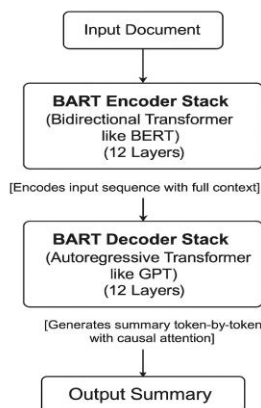 Input Document
BART Encoder Stack
(Bidirectional Transformer
like BERT)
(12 Layers)
[Encodes input sequence with full context]
BART Decoder Stack
(Autoregressive Transformer
like GPT)
(12 Layers)
[Generates summary token-by-token
with causal attention]
Output Summary